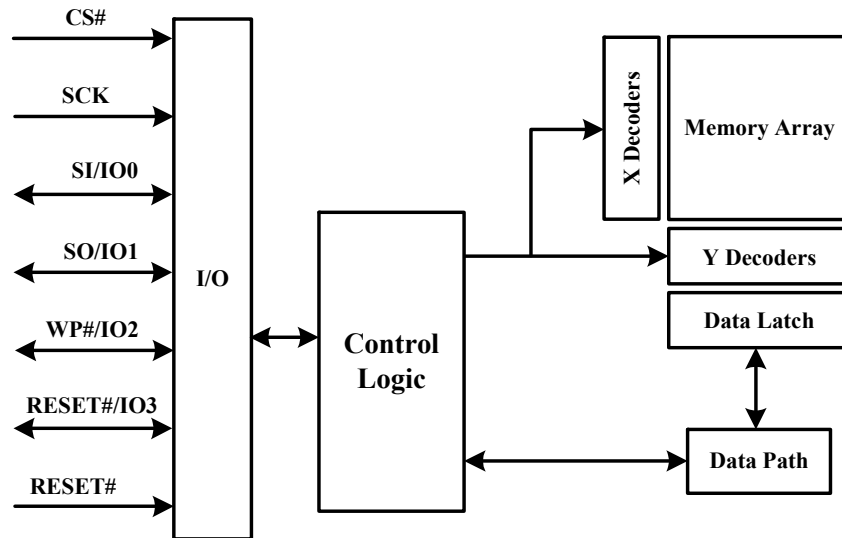 CS#
SCK
SI/IO0
SO/IO1
WP#/IO2
RESET#/IO3
RESET#
I/O
Control
Logic
X Decoders
Memory Array
Y Decoders
Data Latch
Data Path